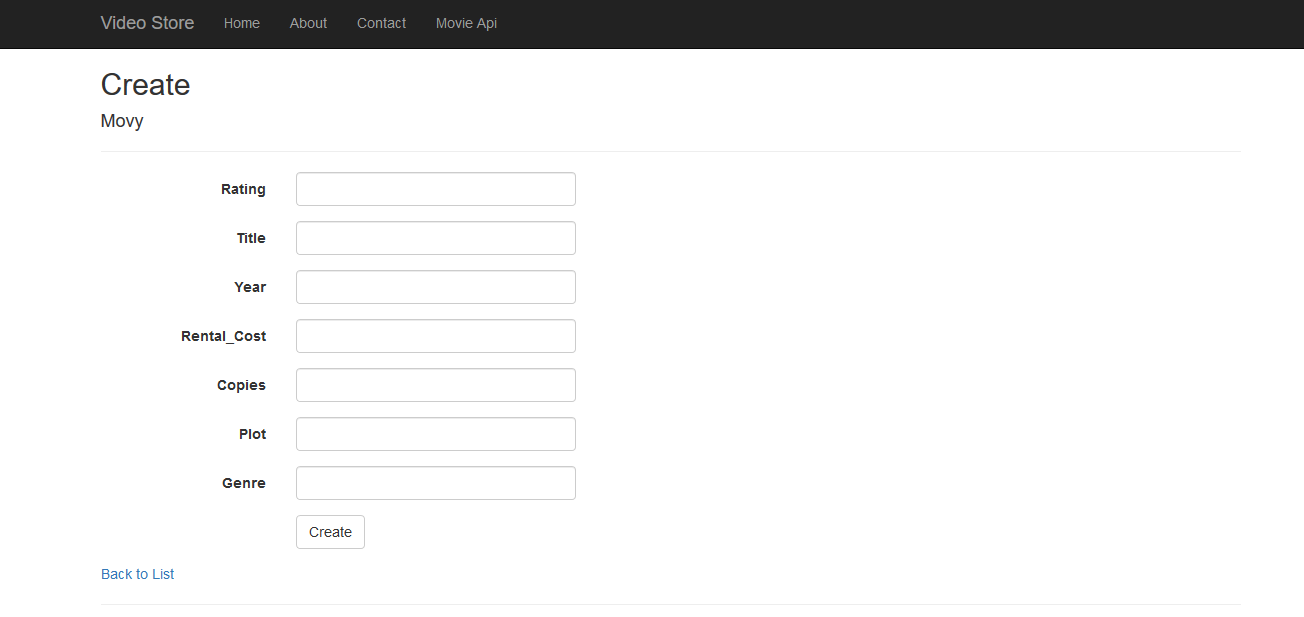 Video Store Home About Contact Movie Api
Create
Movy
Rating
Title
Year
Rental_Cost
Copies
Plot
Genre
Create
Back to List